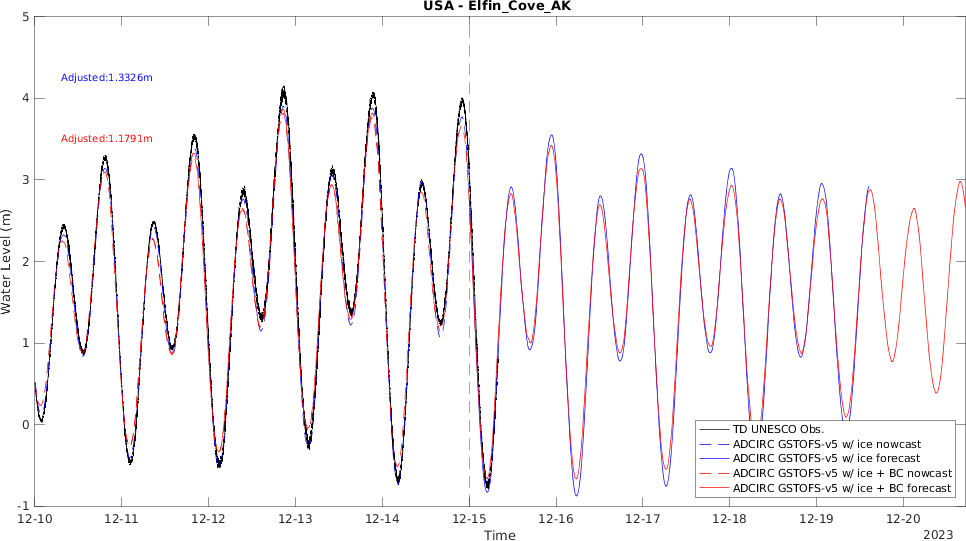 USA - Elfin_Cove_AK
5
4
3
2
1
0
-1
Water Level (m)
Adjusted:1.3326m
Adjusted:1.1791m
TD UNESCO Obs.
ADCIRC GSTOFS-v5 w/ ice nowcast
ADCIRC GSTOFS-v5 w/ ice forecast
ADCIRC GSTOFS-v5 w/ ice + BC nowcast
ADCIRC GSTOFS-v5 w/ ice + BC forecast
12-10 12-11 12-12 12-13 12-14 12-15 12-16 12-17 12-18 12-19 12-20
Time
2023